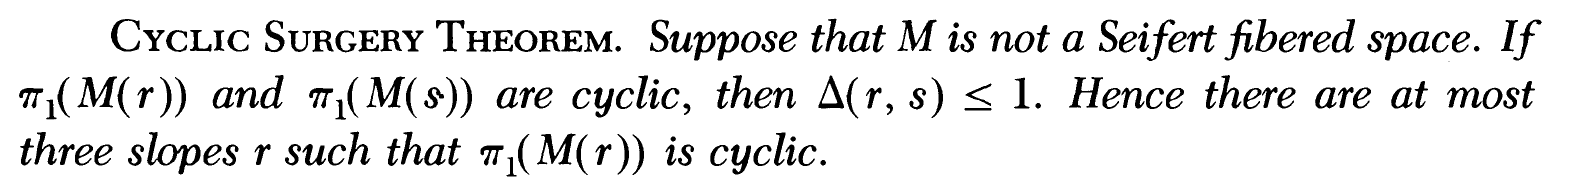 CYCLIC SURGERY THEOREM. Suppose that M is not a Seifert fibered space. If
π₁(M(r)) and π₁(M(s)) are cyclic, then Δ(r, s) ≤ 1. Hence there are at most
three slopes r such that π₁(M(r)) is cyclic.